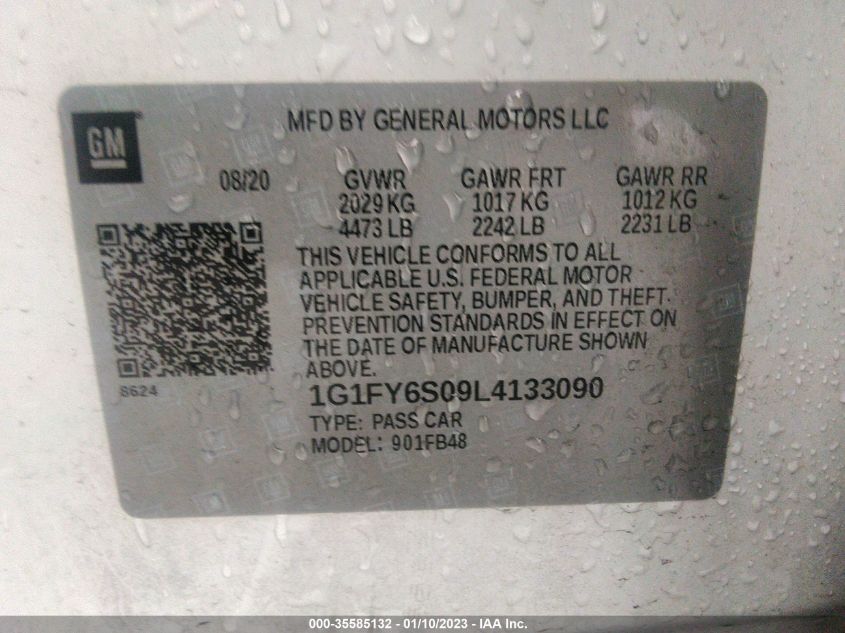 GM
MFD BY GENERAL MOTORS LLC
08/20 GVWR GAWR FRT GAWR RR
2029 KG 1017 KG 1012 KG
4473 LB 2242 LB 2231 LB
THIS VEHICLE CONFORMS TO ALL
APPLICABLE U.S. FEDERAL MOTOR
VEHICLE SAFETY, BUMPER, AND THEFT
PREVENTION STANDARDS IN EFFECT ON
THE DATE OF MANUFACTURE SHOWN
ABOVE.
8624
1G1FY6S09L4133090
TYPE: PASS CAR
MODEL: 901FB48
000-35585132 - 01/10/2023 - IAA Inc.